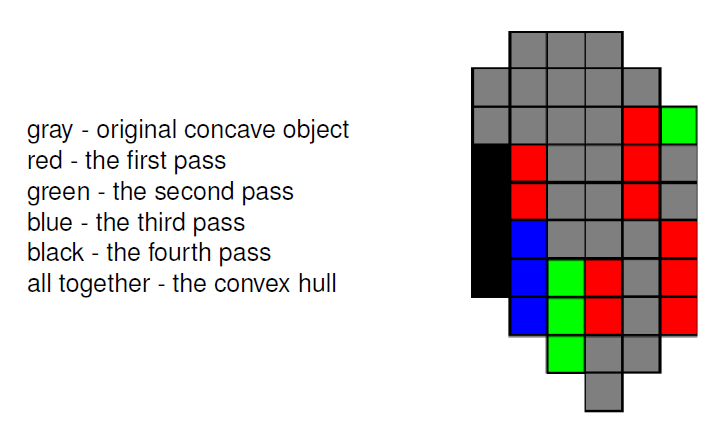 gray - original concave object
red - the first pass
green - the second pass
blue - the third pass
black - the fourth pass
all together - the convex hull